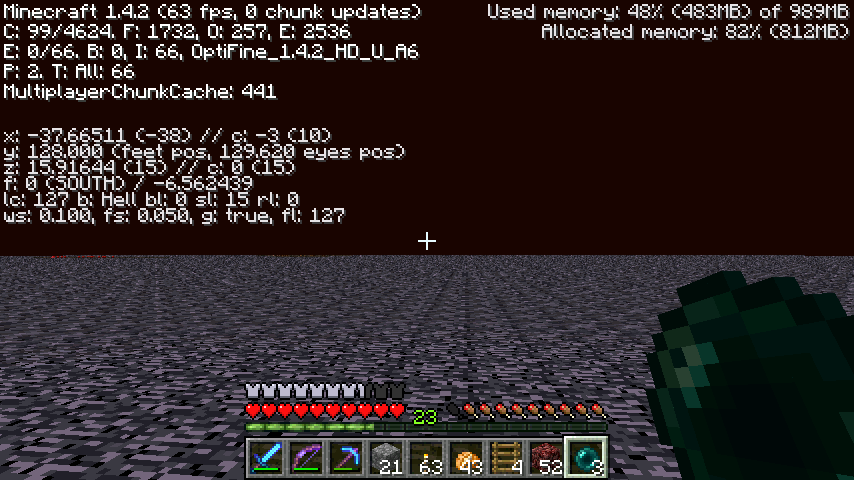 Minecraft 1.4.2 (63 fps, 0 chunk updates)
Used memory: 48% (483MB) of 989MB
C: 99/4624. F: 1732, O: 257, E: 2536
Allocated memory: 82% (812MB)
E: 0/66. B: 0, I: 66, OptiFine_1.4.2_HD_U_A6
P: 2. T: All: 66
MultiplayerChunkCache: 441
x: -37.66511 (-38) // c: -3 (10)
y: 128.000 (feet pos, 129.620 eyes pos)
z: 15.91644 (15) // c: 0 (15)
f: 0 (SOUTH) / -6.562439
lc: 127 b: Hell bl: 0 sl: 15 rl: 0
ws: 0.100, fs: 0.050, g: true, fl: 127
23
21 63 43 4 52 3